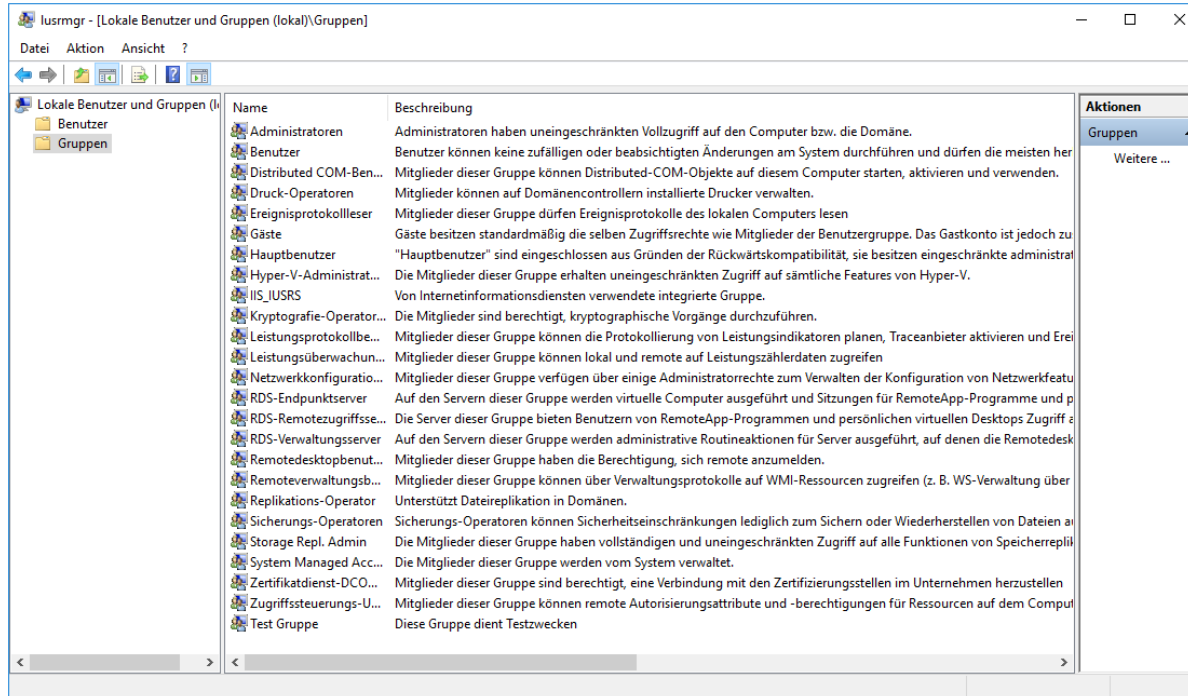 lusrmgr - [Lokale Benutzer und Gruppen (lokal)\Gruppen]
Datei Aktion Ansicht ?
Lokale Benutzer und Gruppen (l
Benutzer
Gruppen
Name Beschreibung
Administratoren Administratoren haben uneingeschränkten Vollzugriff auf den Computer bzw. die Domäne.
Benutzer Benutzer können keine zufälligen oder beabsichtigten Änderungen am System durchführen und dürfen die meisten her
Distributed COM-Ben... Mitglieder dieser Gruppe können Distributed-COM-Objekte auf diesem Computer starten, aktivieren und verwenden.
Druck-Operatoren Mitglieder können auf Domänencontrollern installierte Drucker verwalten.
Ereignisprotokollleser Mitglieder dieser Gruppe dürfen Ereignisprotokolle des lokalen Computers lesen
Gäste Gäste besitzen standardmäßig die selben Zugriffsrechte wie Mitglieder der Benutzergruppe. Das Gastkonto ist jedoch zu
Hauptbenutzer "Hauptbenutzer" sind eingeschlossen aus Gründen der Rückwärtskompatibilität, sie besitzen eingeschränkte administrat
Hyper-V-Administrat... Die Mitglieder dieser Gruppe erhalten uneingeschränkten Zugriff auf sämtliche Features von Hyper-V.
IIS_IUSRS Von Internetinformationsdiensten verwendete integrierte Gruppe.
Kryptografie-Operator... Die Mitglieder sind berechtigt, kryptographische Vorgänge durchzuführen.
Leistungsprotokollbe... Mitglieder dieser Gruppe können die Protokollierung von Leistungsindikatoren planen, Traceanbieter aktivieren und Erei
Leistungsüberwachun... Mitglieder dieser Gruppe können lokal und remote auf Leistungszählerdaten zugreifen
Netzwerkkonfiguratio... Mitglieder dieser Gruppe verfügen über einige Administratorrechte zum Verwalten der Konfiguration von Netzwerkfeatu
RDS-Endpunktserver Auf den Servern dieser Gruppe werden virtuelle Computer ausgeführt und Sitzungen für RemoteApp-Programme und p
RDS-Remotezugriffsse... Die Server dieser Gruppe bieten Benutzern von RemoteApp-Programmen und persönlichen virtuellen Desktops Zugriff a
RDS-Verwaltungsserver Auf den Servern dieser Gruppe werden administrative Routineaktionen für Server ausgeführt, auf denen die Remotedesk
Remotedesktopbenut... Mitglieder dieser Gruppe haben die Berechtigung, sich remote anzumelden.
Remoteverwaltungsb... Mitglieder dieser Gruppe können über Verwaltungsprotokolle auf WMI-Ressourcen zugreifen (z. B. WS-Verwaltung über
Replikations-Operator Unterstützt Dateireplikation in Domänen.
Sicherungs-Operatoren Sicherungs-Operatoren können Sicherheitseinschränkungen lediglich zum Sichern oder Wiederherstellen von Dateien au
Storage Repl. Admin Die Mitglieder dieser Gruppe haben vollständigen und uneingeschränkten Zugriff auf alle Funktionen von Speicherreplik
System Managed Acc... Die Mitglieder dieser Gruppe werden vom System verwaltet.
Zertifikatdienst-DCO... Mitglieder dieser Gruppe sind berechtigt, eine Verbindung mit den Zertifizierungsstellen im Unternehmen herzustellen
Zugriffssteuerungs-U... Mitglieder dieser Gruppe können remote Autorisierungsattribute und -berechtigungen für Ressourcen auf dem Comput
Test Gruppe Diese Gruppe dient Testzwecken
Aktionen
Gruppen
Weitere ...